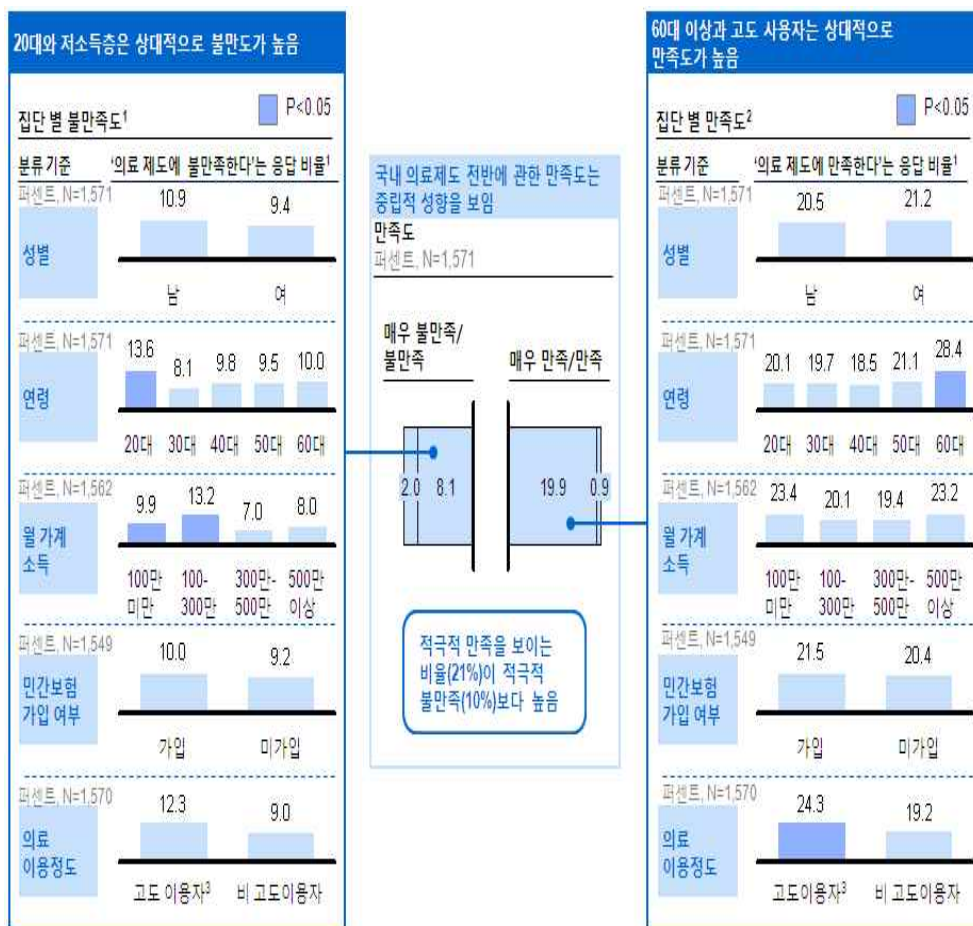 20대와 저소득층은 상대적으로 불만도가 높음
집단 별 불만족도¹
P<0.05
분류 기준
'의료 제도에 불만족한다'는 응답 비율¹
퍼센트, N=1,571
성별
10.9 9.4
남 여
퍼센트, N=1,571
연령
13.6 8.1 9.8 9.5 10.0
20대 30대 40대 50대 60대
퍼센트, N=1,562
월 가계
소득
9.9 13.2 7.0 8.0
100만 100- 300만- 500만
미만 300만 500만 이상
퍼센트, N=1,549
민간보험
가입 여부
10.0 9.2
가입 미가입
퍼센트, N=1,570
의료
이용정도
12.3 9.0
고도 이용자³ 비 고도이용자
국내 의료제도 전반에 관한 만족도는
중립적 성향을 보임
만족도
퍼센트, N=1,571
매우 불만족/
불만족
매우 만족/만족
2.0 8.1 19.9 0.9
적극적 만족을 보이는
비율(21%)이 적극적
불만족(10%)보다 높음
60대 이상과 고도 사용자는 상대적으로
만족도가 높음
집단 별 만족도²
P<0.05
분류 기준
'의료 제도에 만족한다'는 응답 비율¹
퍼센트, N=1,571
성별
20.5 21.2
남 여
퍼센트, N=1,571
연령
20.1 19.7 18.5 21.1 28.4
20대 30대 40대 50대 60대
퍼센트, N=1,562
월 가계
소득
23.4 20.1 19.4 23.2
100만 100- 300만- 500만
미만 300만 500만 이상
퍼센트, N=1,549
민간보험
가입 여부
21.5 20.4
가입 미가입
퍼센트, N=1,570
의료
이용정도
24.3 19.2
고도 이용자³ 비 고도이용자